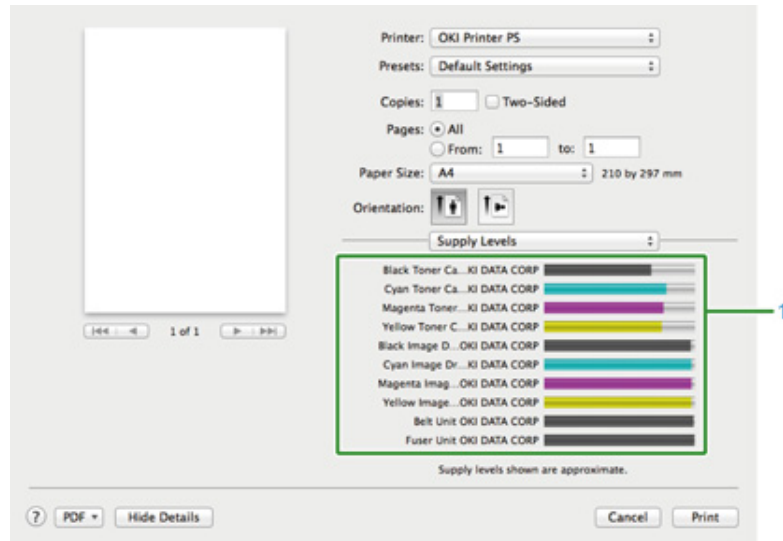 Printer: OKI Printer PS
Presets: Default Settings
Copies: 1 Two-Sided
Pages: All
From: 1 to: 1
Paper Size: A4 210 by 297 mm
Orientation:
Supply Levels
Black Toner Ca...KI DATA CORP
Cyan Toner Ca...KI DATA CORP
Magenta Toner...KI DATA CORP
Yellow Toner C...KI DATA CORP
Black Image D...OKI DATA CORP
Cyan Image Dr...KI DATA CORP
Magenta Imag...OKI DATA CORP
Yellow Image...OKI DATA CORP
Belt Unit OKI DATA CORP
Fuser Unit OKI DATA CORP
1
1 of 1
Supply levels shown are approximate.
? PDF Hide Details Cancel Print